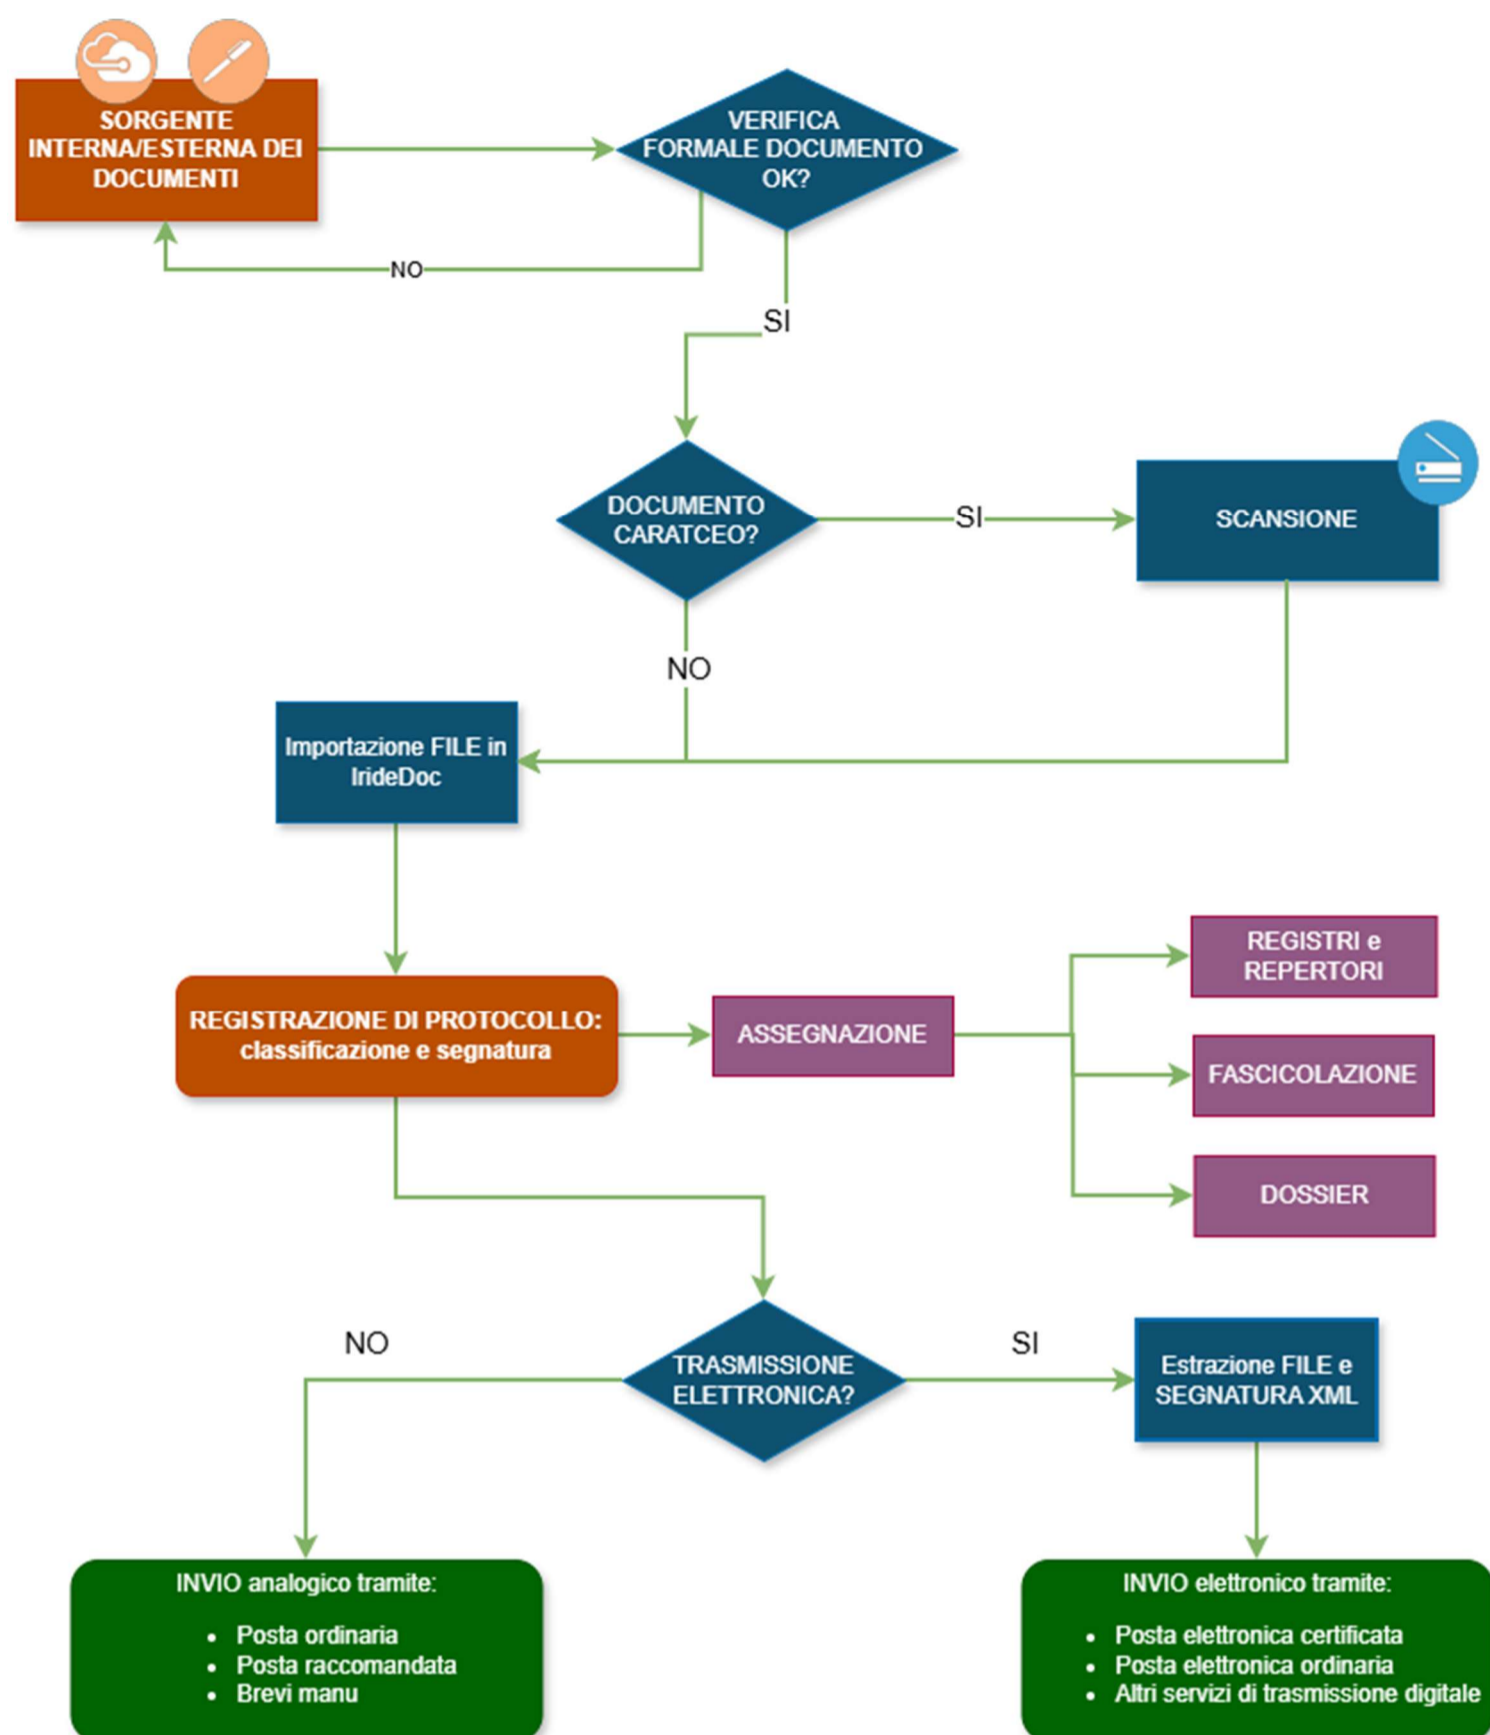 SORGENTE
INTERNA/ESTERNA DEI
DOCUMENTI
VERIFICA
FORMALE DOCUMENTO
OK?
NO
SI
DOCUMENTO
CARATCEO?
SI
SCANSIONE
NO
Importazione FILE in
IrideDoc
REGISTRAZIONE DI PROTOCOLLO:
classificazione e segnatura
ASSEGNAZIONE
REGISTRI e
REPERTORI
FASCICOLAZIONE
DOSSIER
TRASMISSIONE
ELETTRONICA?
NO
SI
Estrazione FILE e
SEGNATURA XML
INVIO analogico tramite:
• Posta ordinaria
• Posta raccomandata
• Brevi manu
INVIO elettronico tramite:
• Posta elettronica certificata
• Posta elettronica ordinaria
• Altri servizi di trasmissione digitale